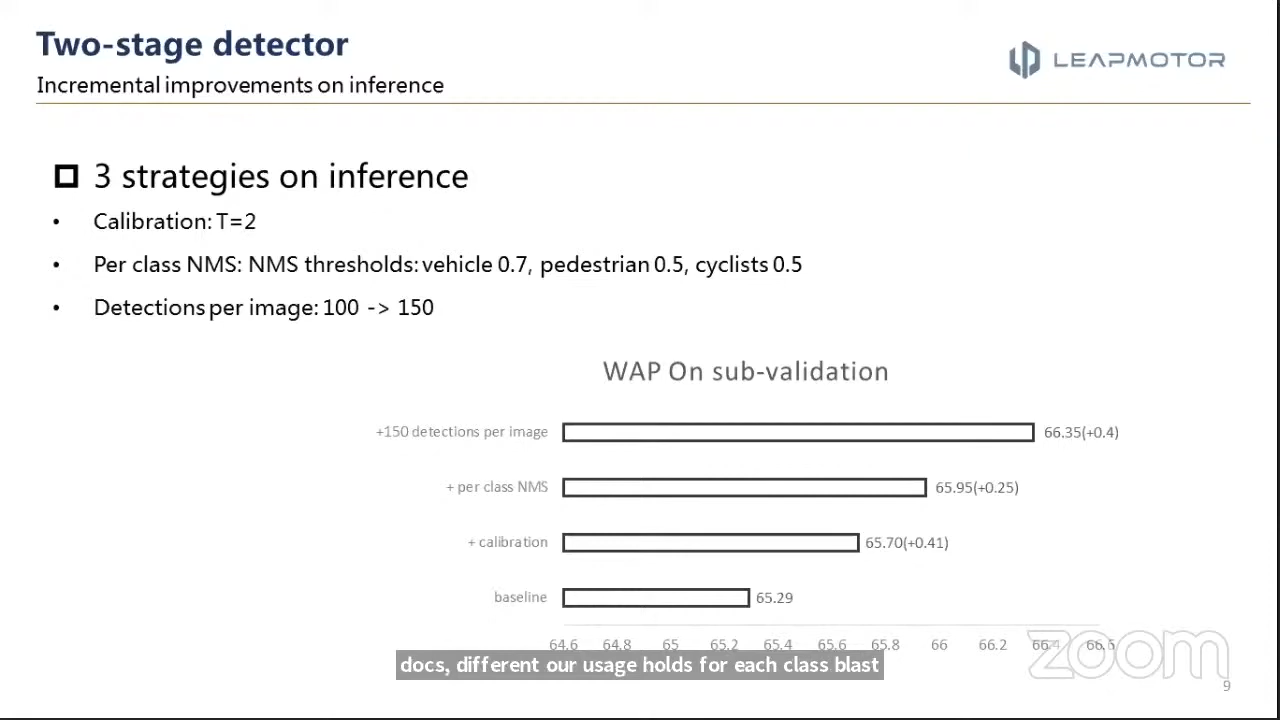 Two-stage detector
LEAPMOTOR
Incremental improvements on inference
3 strategies on inference
• Calibration: T=2
• Per class NMS: NMS thresholds: vehicle 0.7, pedestrian 0.5, cyclists 0.5
• Detections per image: 100 -> 150
WAP On sub-validation
+150 detections per image 66.35(+0.4)
+ per class NMS 65.95(+0.25)
+ calibration 65.70(+0.41)
baseline 65.29
64.6 64.8 65 65.2 65.4 65.6 65.8 66 66.2 66.4 66.6
zoom
docs, different our usage holds for each class blast
9